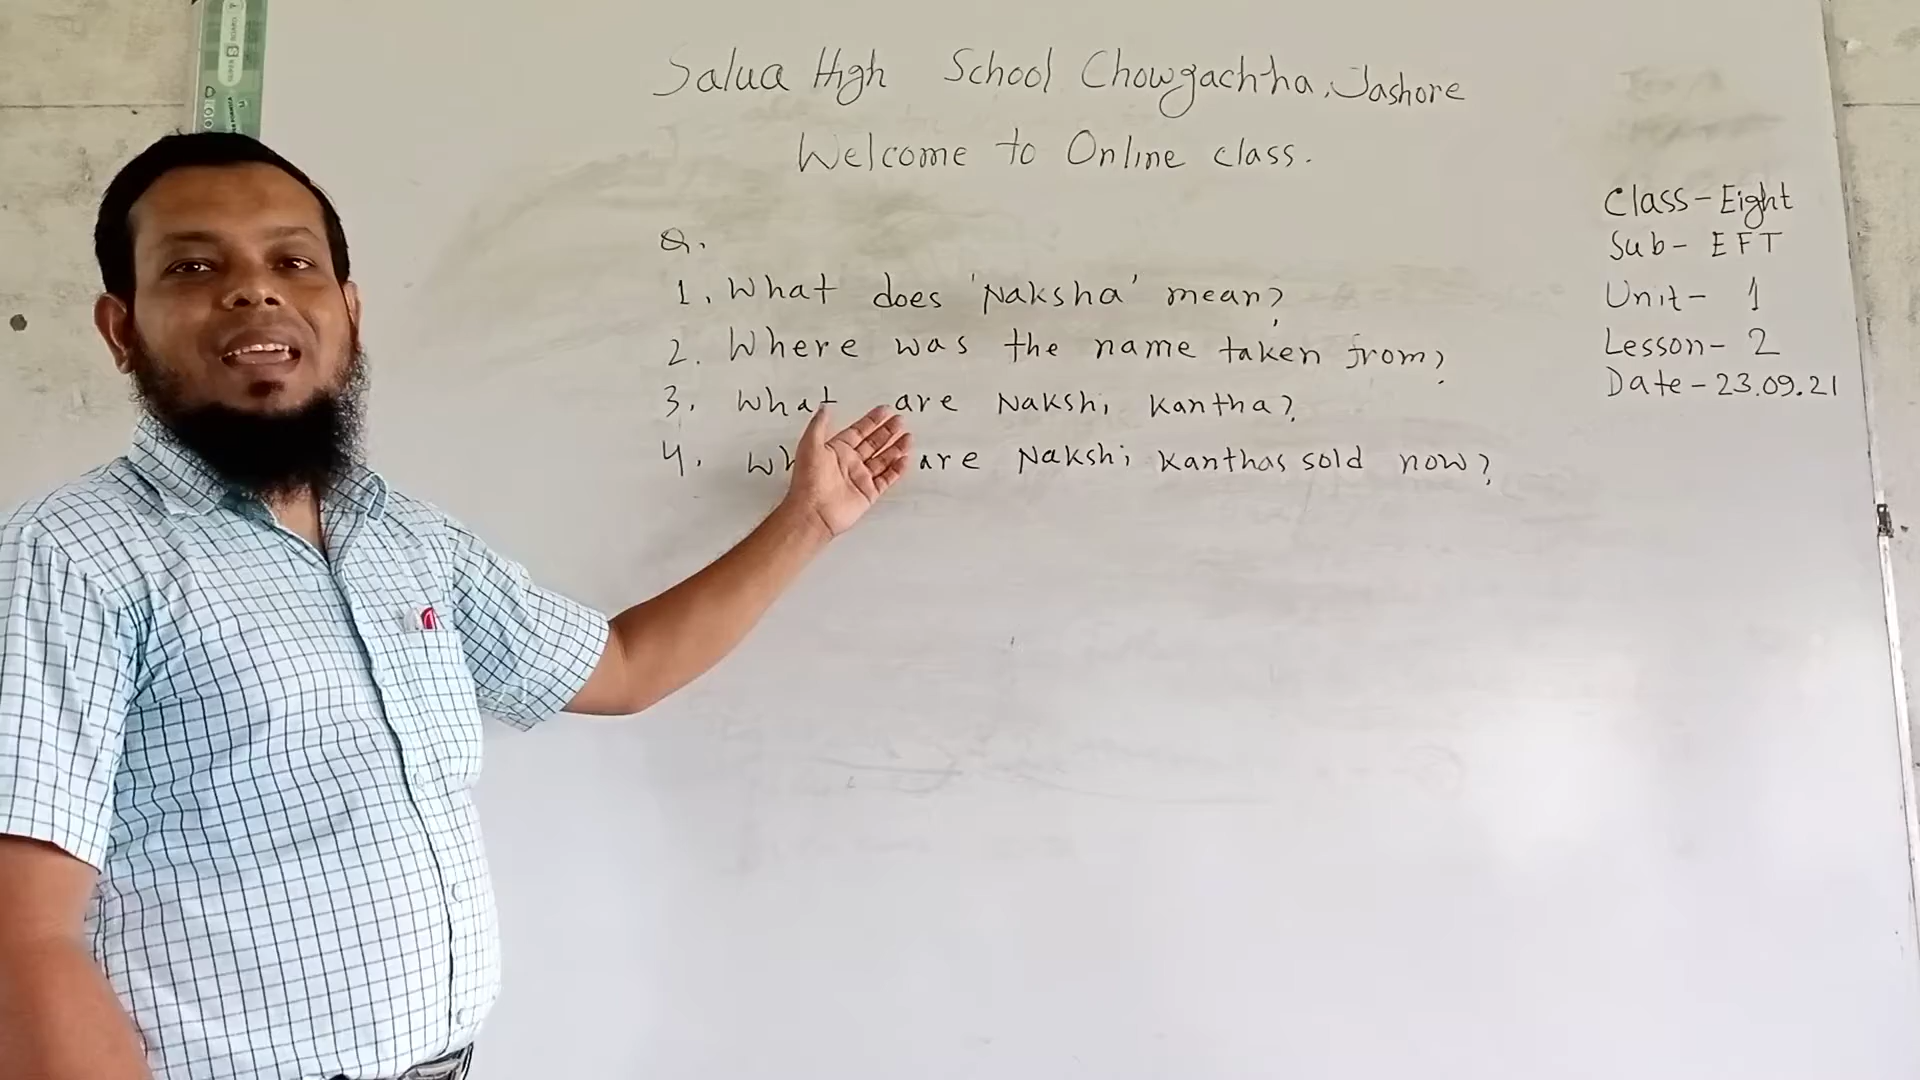 Salua High School Chowgachha, Jashore
Welcome to Online class.
Q.
1. What does 'Naksha' mean?
2. Where was the name taken from?
3. What are Nakshi Kantha?
4. are Nakshi Kanthas sold now?
Class-Eight
Sub- EFT
Unit- 1
Lesson- 2
Date-23.09.21